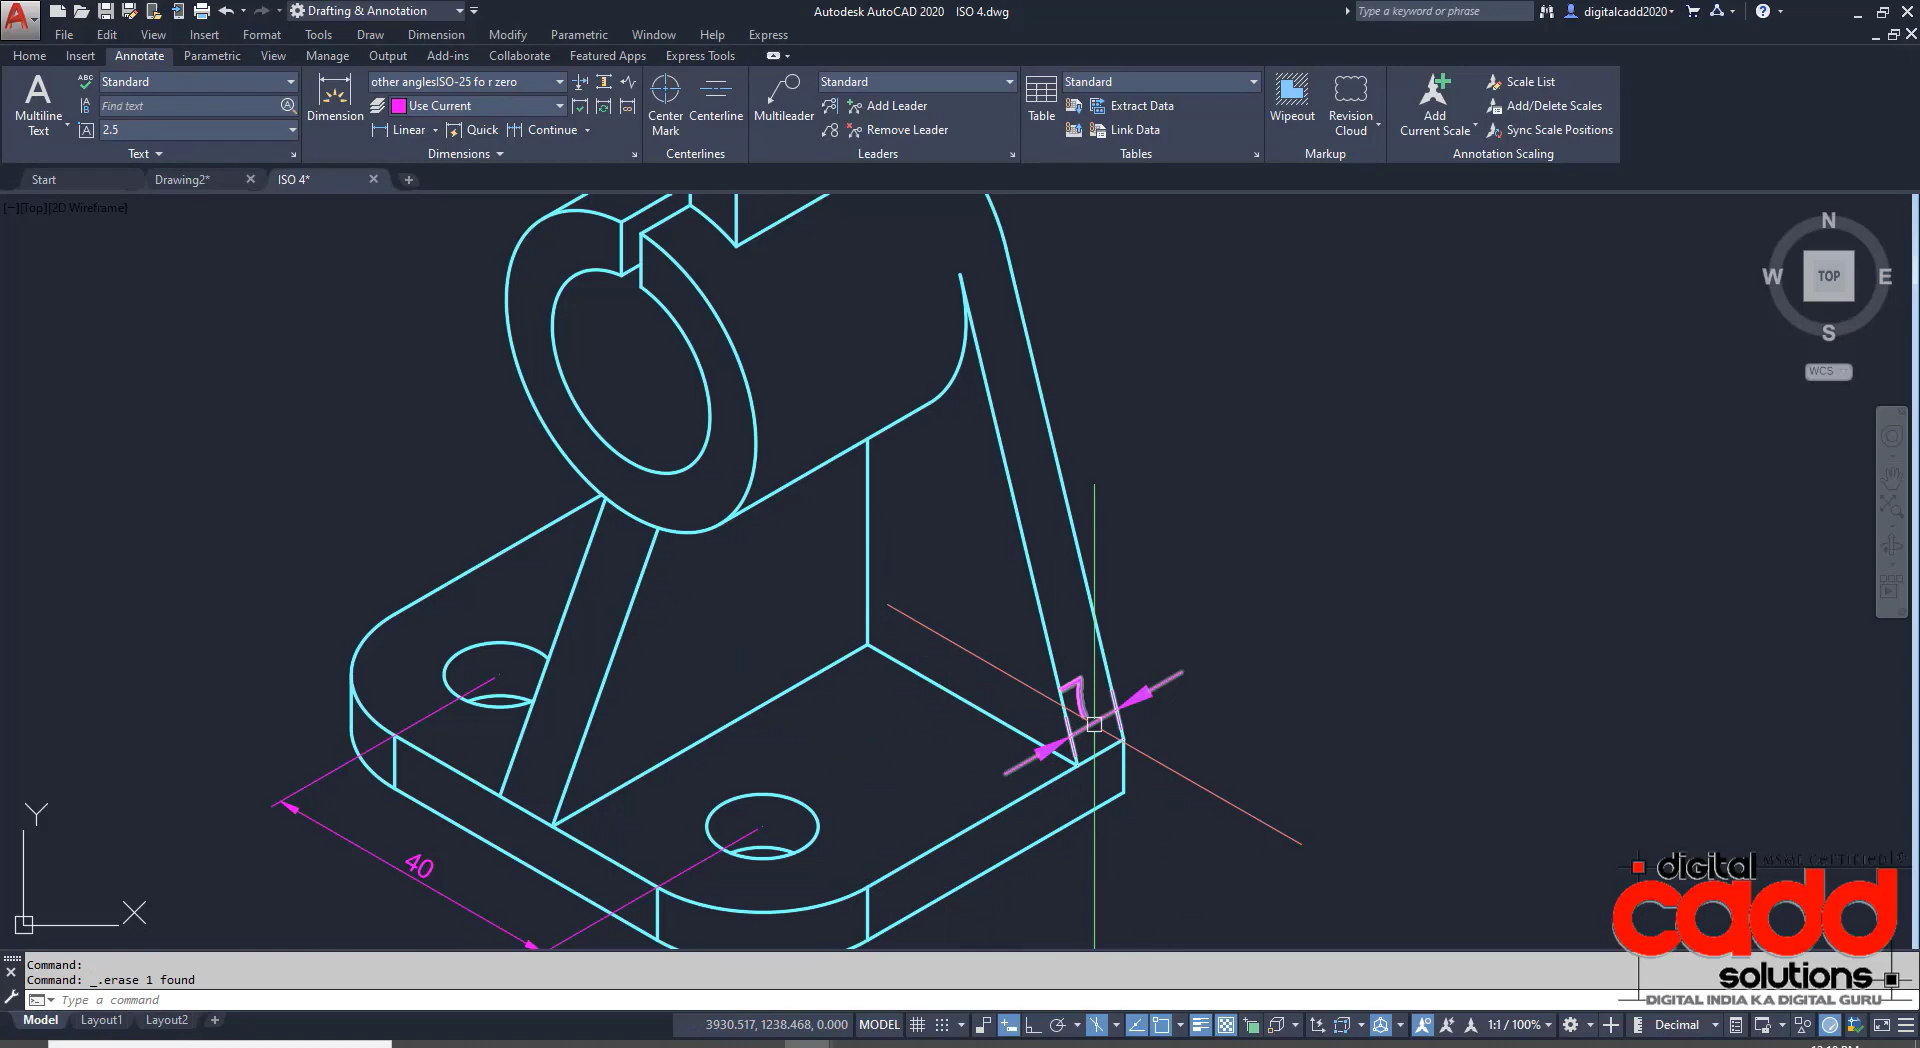 Drafting & Annotation
Autodesk AutoCAD 2020 ISO 4.dwg
Type a keyword or phrase
digitalcadd2020
File Edit View Insert Format Tools Draw Dimension Modify Parametric Window Help Express
Home Insert Annotate Parametric View Manage Output Add-ins Collaborate Featured Apps Express Tools
Multiline Text
Standard
Find text
2.5
Text
Dimension
other anglesISO-25 fo r zero
Use Current
Linear Quick Continue
Dimensions
Center Mark
Centerline
Centerlines
Multileader
Standard
Add Leader
Remove Leader
Leaders
Table
Standard
Extract Data
Link Data
Tables
Wipeout
Revision Cloud
Markup
Add Current Scale
Scale List
Add/Delete Scales
Sync Scale Positions
Annotation Scaling
Start Drawing2* ISO 4*
[−][Top][2D Wireframe]
N
W TOP E
S
WCS
7
40
Y
X
digital
cadd
solutions
DIGITAL INDIA KA DIGITAL GURU
Command:
Command: _.erase 1 found
Type a command
Model Layout1 Layout2
3930.517, 1238.468, 0.000 MODEL 1:1 / 100% Decimal